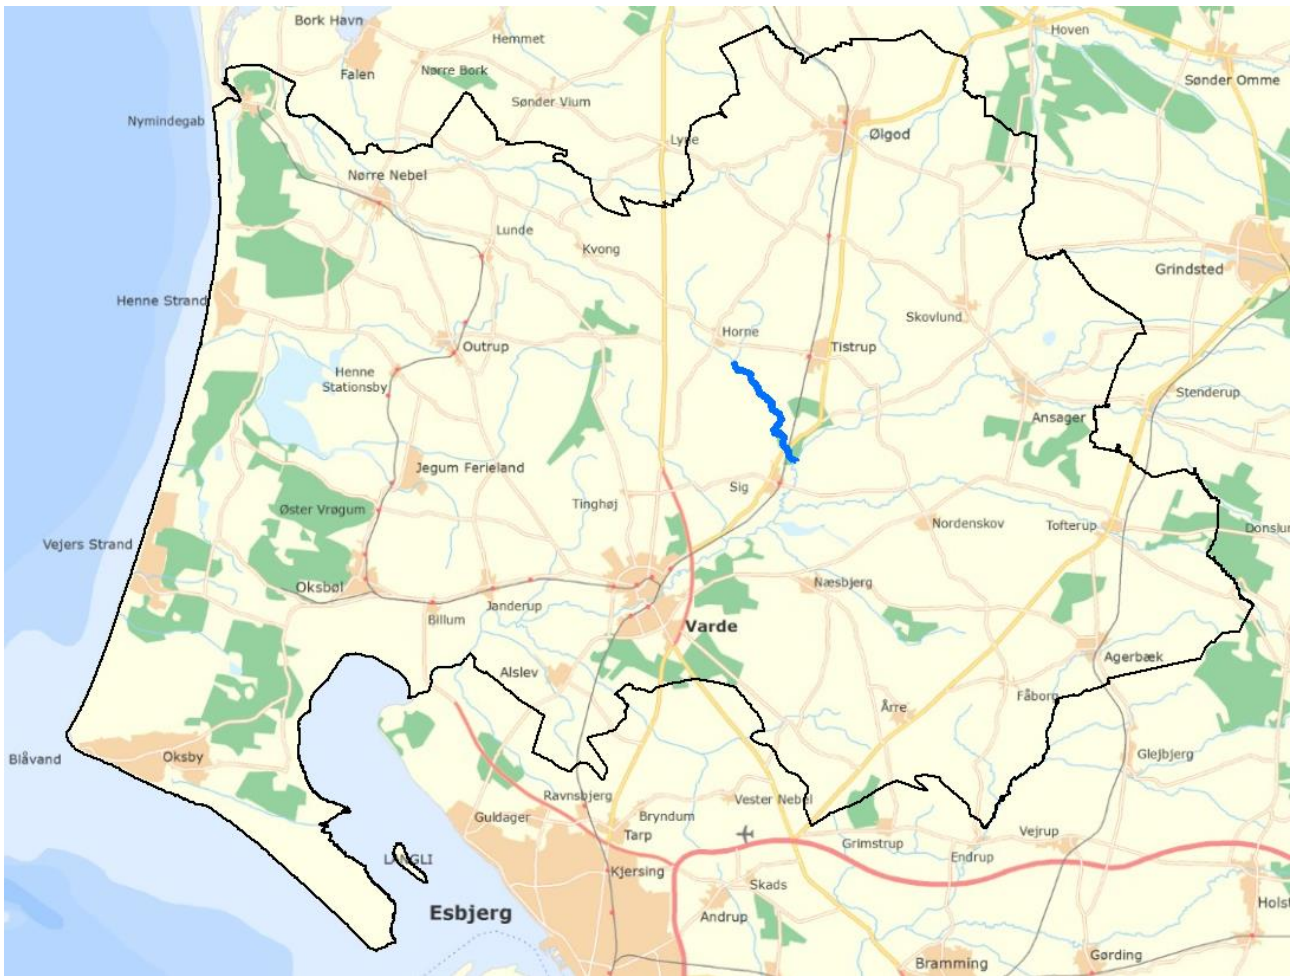 Bork Havn
Hemmet
Hoven
Falen
Nørre Bork
Sønder Omme
Sønder Vium
Nymindegab
Lyne
Ølgod
Nørre Nebel
Lunde
Kvong
Grindsted
Henne Strand
Skovlund
Horne
Outrup
Tistrup
Henne
Stationsby
Stenderup
Ansager
Jegum Ferieland
Sig
Tinghøj
Øster Vrøgum
Nordenskov
Tofterup
Donslun
Vejers Strand
Oksbøl
Næsbjerg
Janderup
Billum
Varde
Agerbæk
Alslev
Fåborg
Årre
Blåvand
Oksby
Glejbjerg
Ravnsbjerg
Vester Nebel
Guldager
Bryndum
Tarp
Vejrup
Grimstrup
Endrup
LANGLI
Kjersing
Skads
Holst
Esbjerg
Andrup
Bramming
Gørding